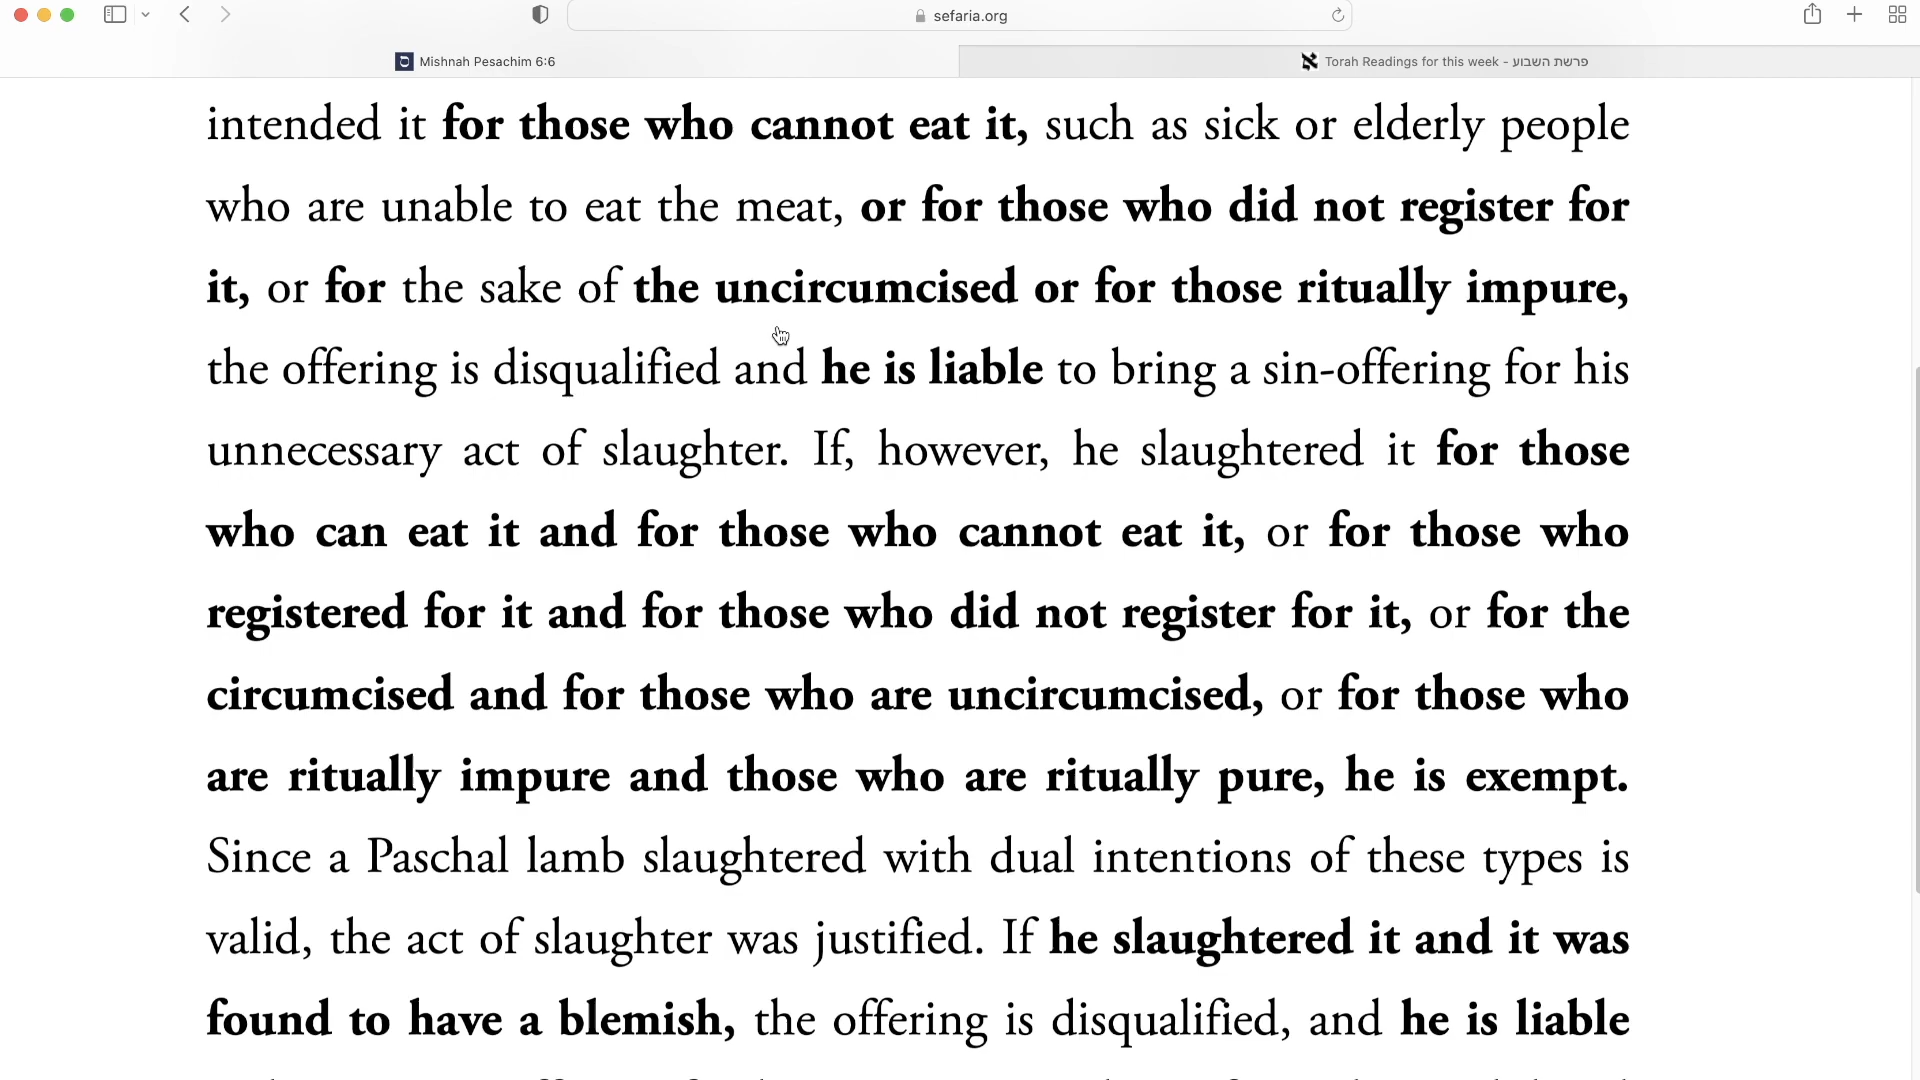 sefaria.org
Mishnah Pesachim 6:6
Torah Readings for this week - פרשת השבוע
intended it for those who cannot eat it, such as sick or elderly people
who are unable to eat the meat, or for those who did not register for
it, or for the sake of the uncircumcised or for those ritually impure,
the offering is disqualified and he is liable to bring a sin-offering for his
unnecessary act of slaughter. If, however, he slaughtered it for those
who can eat it and for those who cannot eat it, or for those who
registered for it and for those who did not register for it, or for the
circumcised and for those who are uncircumcised, or for those who
are ritually impure and those who are ritually pure, he is exempt.
Since a Paschal lamb slaughtered with dual intentions of these types is
valid, the act of slaughter was justified. If he slaughtered it and it was
found to have a blemish, the offering is disqualified, and he is liable